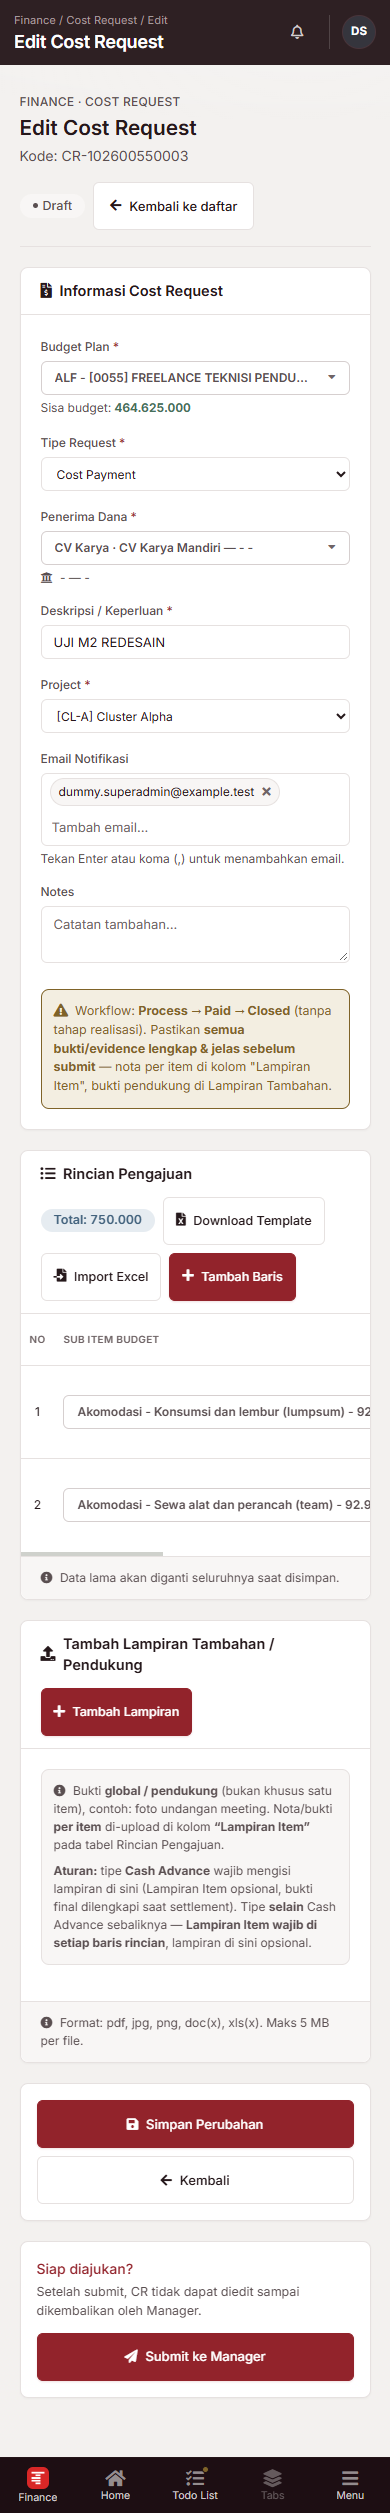 Finance / Cost Request / Edit
Edit Cost Request
DS
FINANCE · COST REQUEST
Edit Cost Request
Kode: CR-102600550003
Draft
Kembali ke daftar
Informasi Cost Request
Budget Plan *
ALF - [0055] FREELANCE TEKNISI PENDU...
Sisa budget: 464.625.000
Tipe Request *
Cost Payment
Penerima Dana *
CV Karya · CV Karya Mandiri — - -
- — -
Deskripsi / Keperluan *
UJI M2 REDESAIN
Project *
[CL-A] Cluster Alpha
Email Notifikasi
dummy.superadmin@example.test ×
Tambah email...
Tekan Enter atau koma (,) untuk menambahkan email.
Notes
Catatan tambahan...
Workflow: Process → Paid → Closed (tanpa
tahap realisasi). Pastikan semua
bukti/evidence lengkap & jelas sebelum
submit — nota per item di kolom "Lampiran
Item", bukti pendukung di Lampiran Tambahan.
Rincian Pengajuan
Total: 750.000
Download Template
Import Excel
Tambah Baris
NO SUB ITEM BUDGET
1 Akomodasi - Konsumsi dan lembur (lumpsum) - 92
2 Akomodasi - Sewa alat dan perancah (team) - 92.9
Data lama akan diganti seluruhnya saat disimpan.
Tambah Lampiran Tambahan /
Pendukung
Tambah Lampiran
Bukti global / pendukung (bukan khusus satu
item), contoh: foto undangan meeting. Nota/bukti
per item di-upload di kolom “Lampiran Item”
pada tabel Rincian Pengajuan.
Aturan: tipe Cash Advance wajib mengisi
lampiran di sini (Lampiran Item opsional, bukti
final dilengkapi saat settlement). Tipe selain Cash
Advance sebaliknya — Lampiran Item wajib di
setiap baris rincian, lampiran di sini opsional.
Format: pdf, jpg, png, doc(x), xls(x). Maks 5 MB
per file.
Simpan Perubahan
Kembali
Siap diajukan?
Setelah submit, CR tidak dapat diedit sampai
dikembalikan oleh Manager.
Submit ke Manager
Finance
Home
Todo List
Tabs
Menu